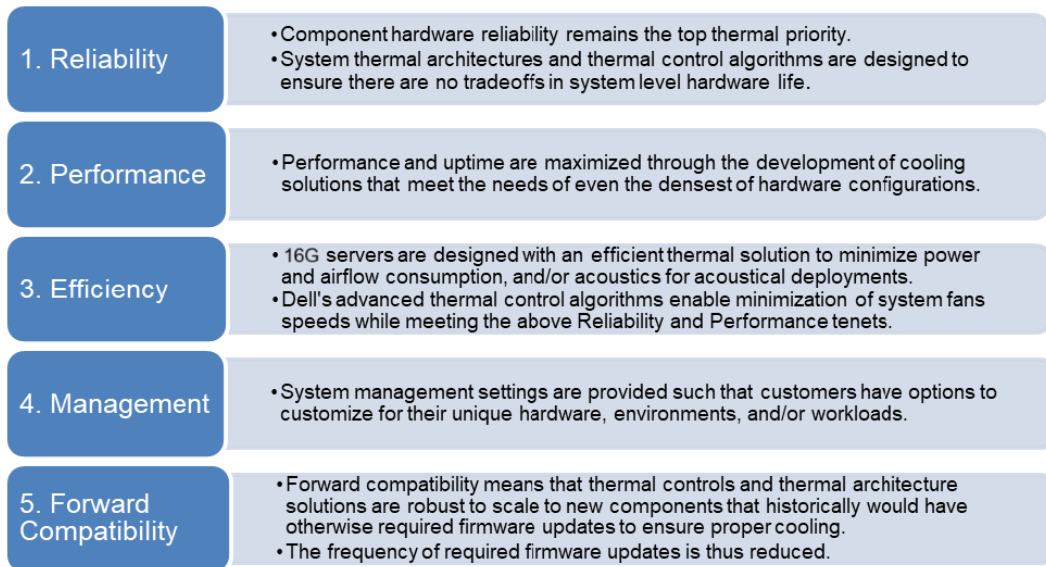 1. Reliability
• Component hardware reliability remains the top thermal priority.
• System thermal architectures and thermal control algorithms are designed to
ensure there are no tradeoffs in system level hardware life.
2. Performance
• Performance and uptime are maximized through the development of cooling
solutions that meet the needs of even the densest of hardware configurations.
3. Efficiency
• 16G servers are designed with an efficient thermal solution to minimize power
and airflow consumption, and/or acoustics for acoustical deployments.
• Dell's advanced thermal control algorithms enable minimization of system fans
speeds while meeting the above Reliability and Performance tenets.
4. Management
• System management settings are provided such that customers have options to
customize for their unique hardware, environments, and/or workloads.
5. Forward
Compatibility
• Forward compatibility means that thermal controls and thermal architecture
solutions are robust to scale to new components that historically would have
otherwise required firmware updates to ensure proper cooling.
• The frequency of required firmware updates is thus reduced.